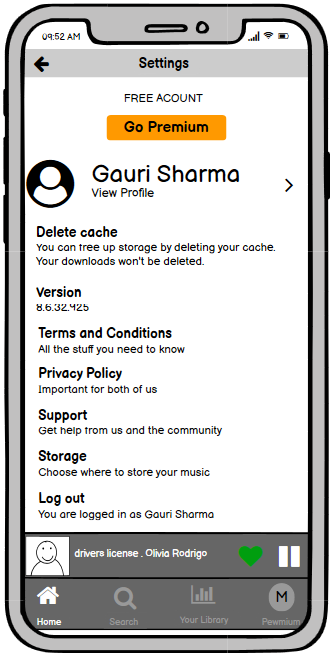 09:52 AM
Settings
FREE ACOUNT
Go Premium
Gauri Sharma
View Profile
Delete cache
You can free up storage by deleting your cache.
Your downloads won't be deleted.
Version
8.6.32.925
Terms and Conditions
All the stuff you need to know
Privacy Policy
Important for both of us
Support
Get help from us and the community
Storage
Choose where to store your music
Log out
You are logged in as Gauri Sharma
drivers license . Olivia Rodrigo
M
Home
Search
Your Library
Pewmium